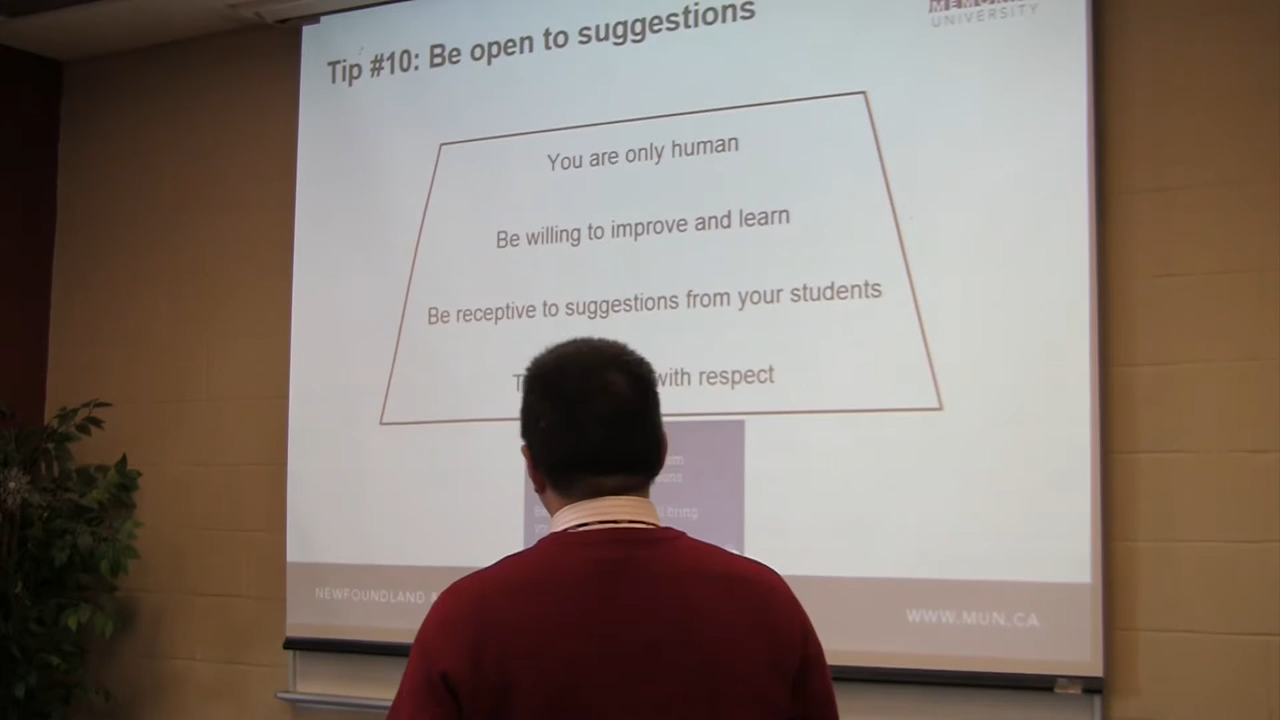 Tip #10: Be open to suggestions
UNIVERSITY
You are only human
Be willing to improve and learn
Be receptive to suggestions from your students
with respect
bring
NEWFOUNDLAND &
WWW.MUN.CA